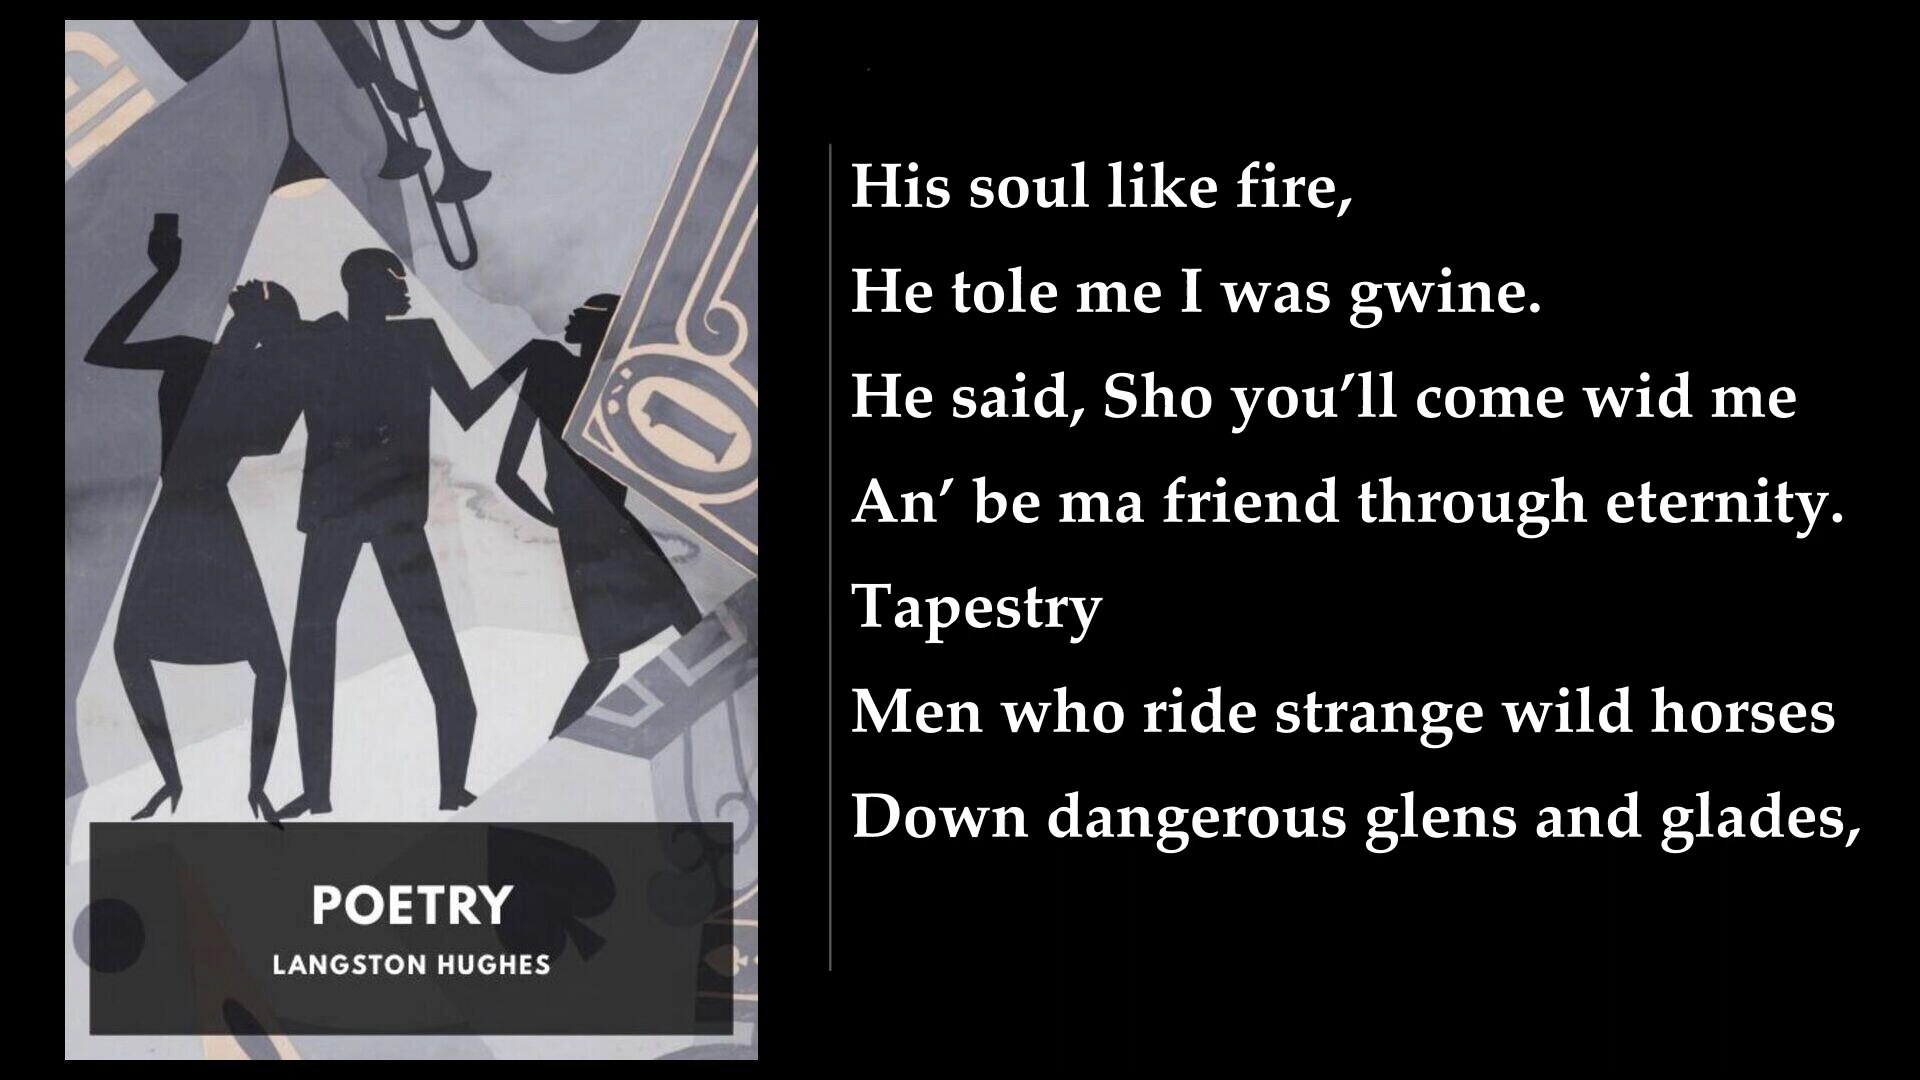 His soul like fire,
He tole me I was gwine.
He said, Sho you’ll come wid me
An’ be ma friend through eternity.
Tapestry
Men who ride strange wild horses
Down dangerous glens and glades,
POETRY
LANGSTON HUGHES